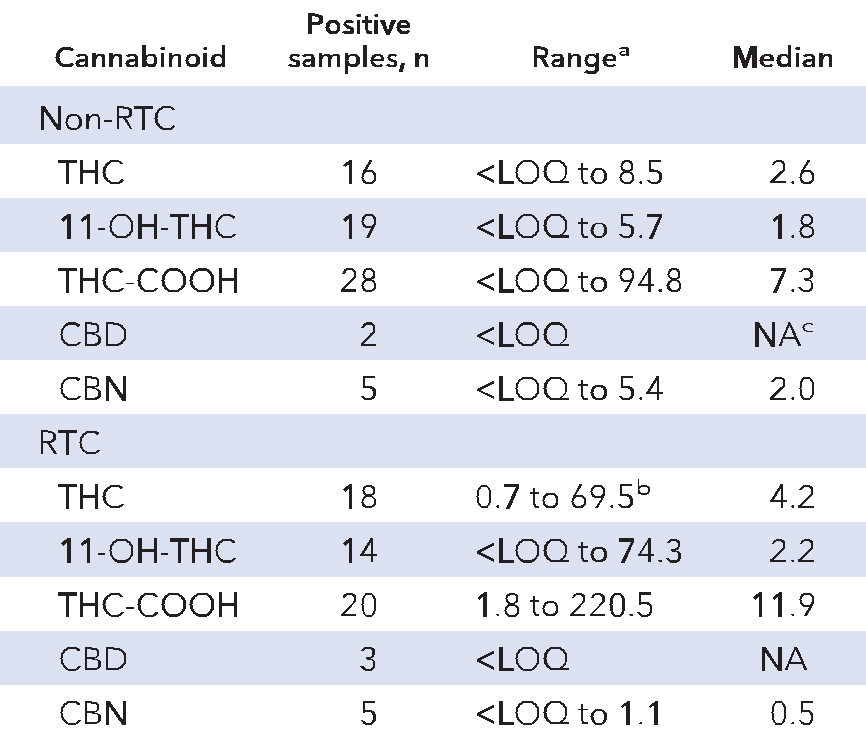 Positive
Cannabinoid samples, n Rangeᵃ Median
Non-RTC
THC 16 <LOQ to 8.5 2.6
11-OH-THC 19 <LOQ to 5.7 1.8
THC-COOH 28 <LOQ to 94.8 7.3
CBD 2 <LOQ NAᶜ
CBN 5 <LOQ to 5.4 2.0
RTC
THC 18 0.7 to 69.5ᵇ 4.2
11-OH-THC 14 <LOQ to 74.3 2.2
THC-COOH 20 1.8 to 220.5 11.9
CBD 3 <LOQ NA
CBN 5 <LOQ to 1.1 0.5